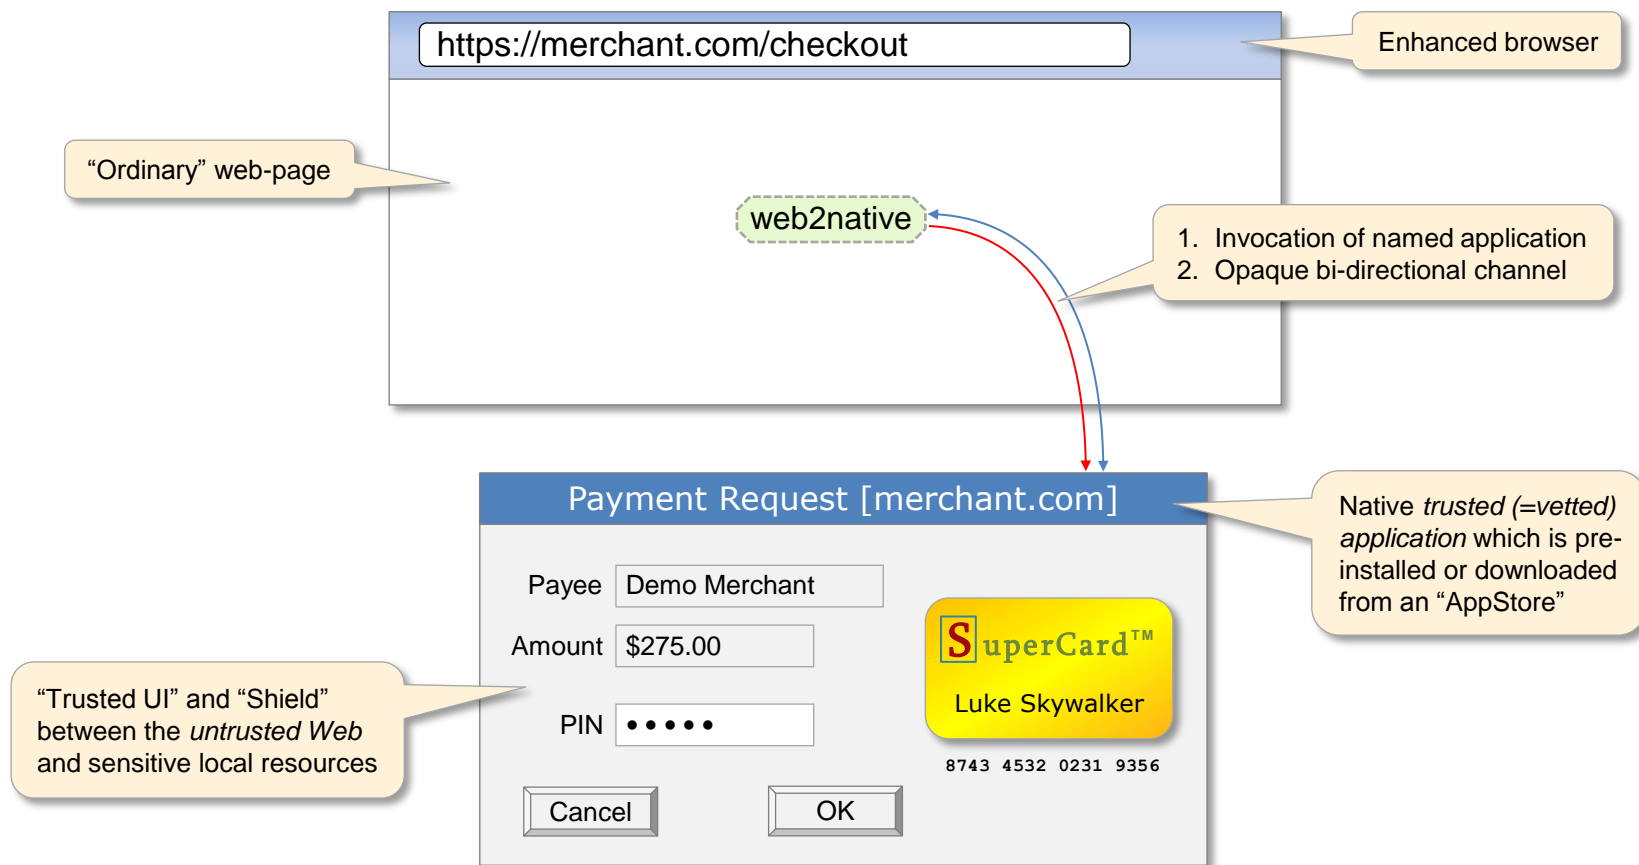 https://merchant.com/checkout
Enhanced browser
“Ordinary” web-page
web2native
1. Invocation of named application
2. Opaque bi-directional channel
Payment Request [merchant.com]
Native trusted (=vetted)
application which is pre-
installed or downloaded
from an “AppStore”
Payee Demo Merchant
Amount $275.00
PIN •••••
SuperCard™
Luke Skywalker
8743 4532 0231 9356
“Trusted UI” and “Shield”
between the untrusted Web
and sensitive local resources
Cancel OK